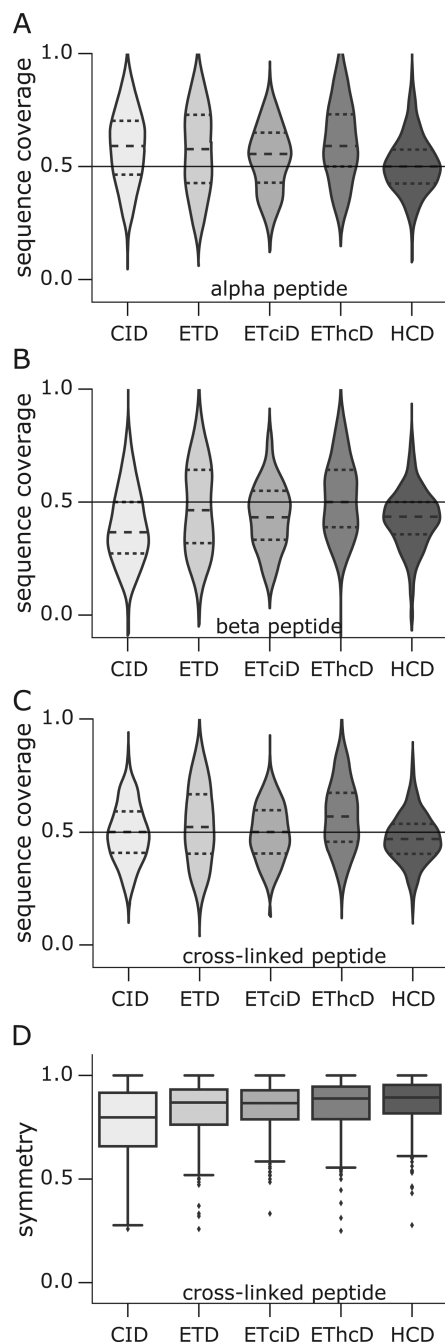 A
sequence coverage
1.0
0.5
0.0
alpha peptide
CID ETD ETciD EThcD HCD
B
sequence coverage
1.0
0.5
0.0
beta peptide
CID ETD ETciD EThcD HCD
C
sequence coverage
1.0
0.5
0.0
cross-linked peptide
CID ETD ETciD EThcD HCD
D
symmetry
1.0
0.5
0.0
cross-linked peptide
CID ETD ETciD EThcD HCD